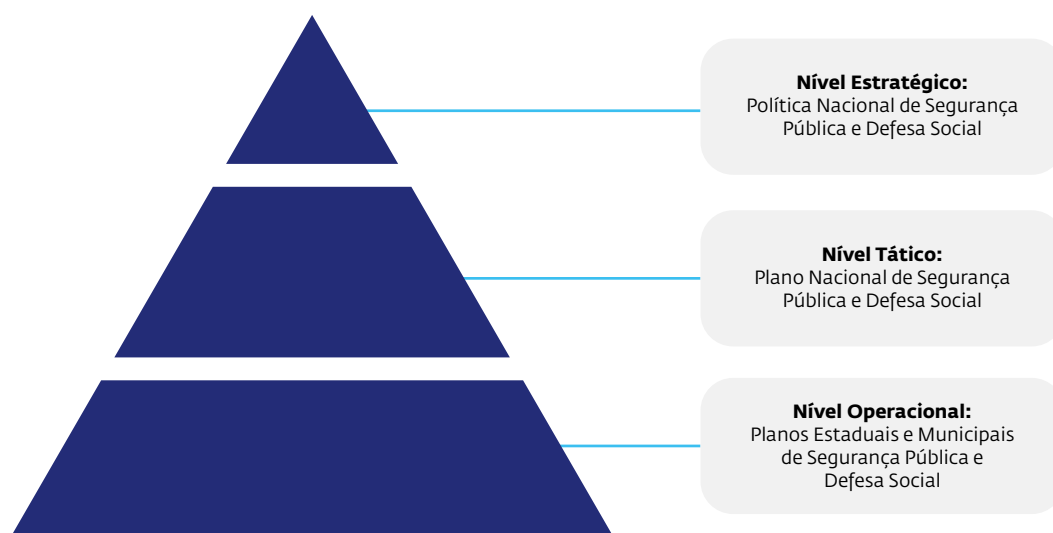 Nível Estratégico:
Política Nacional de Segurança
Pública e Defesa Social
Nível Tático:
Plano Nacional de Segurança
Pública e Defesa Social
Nível Operacional:
Planos Estaduais e Municipais
de Segurança Pública e
Defesa Social